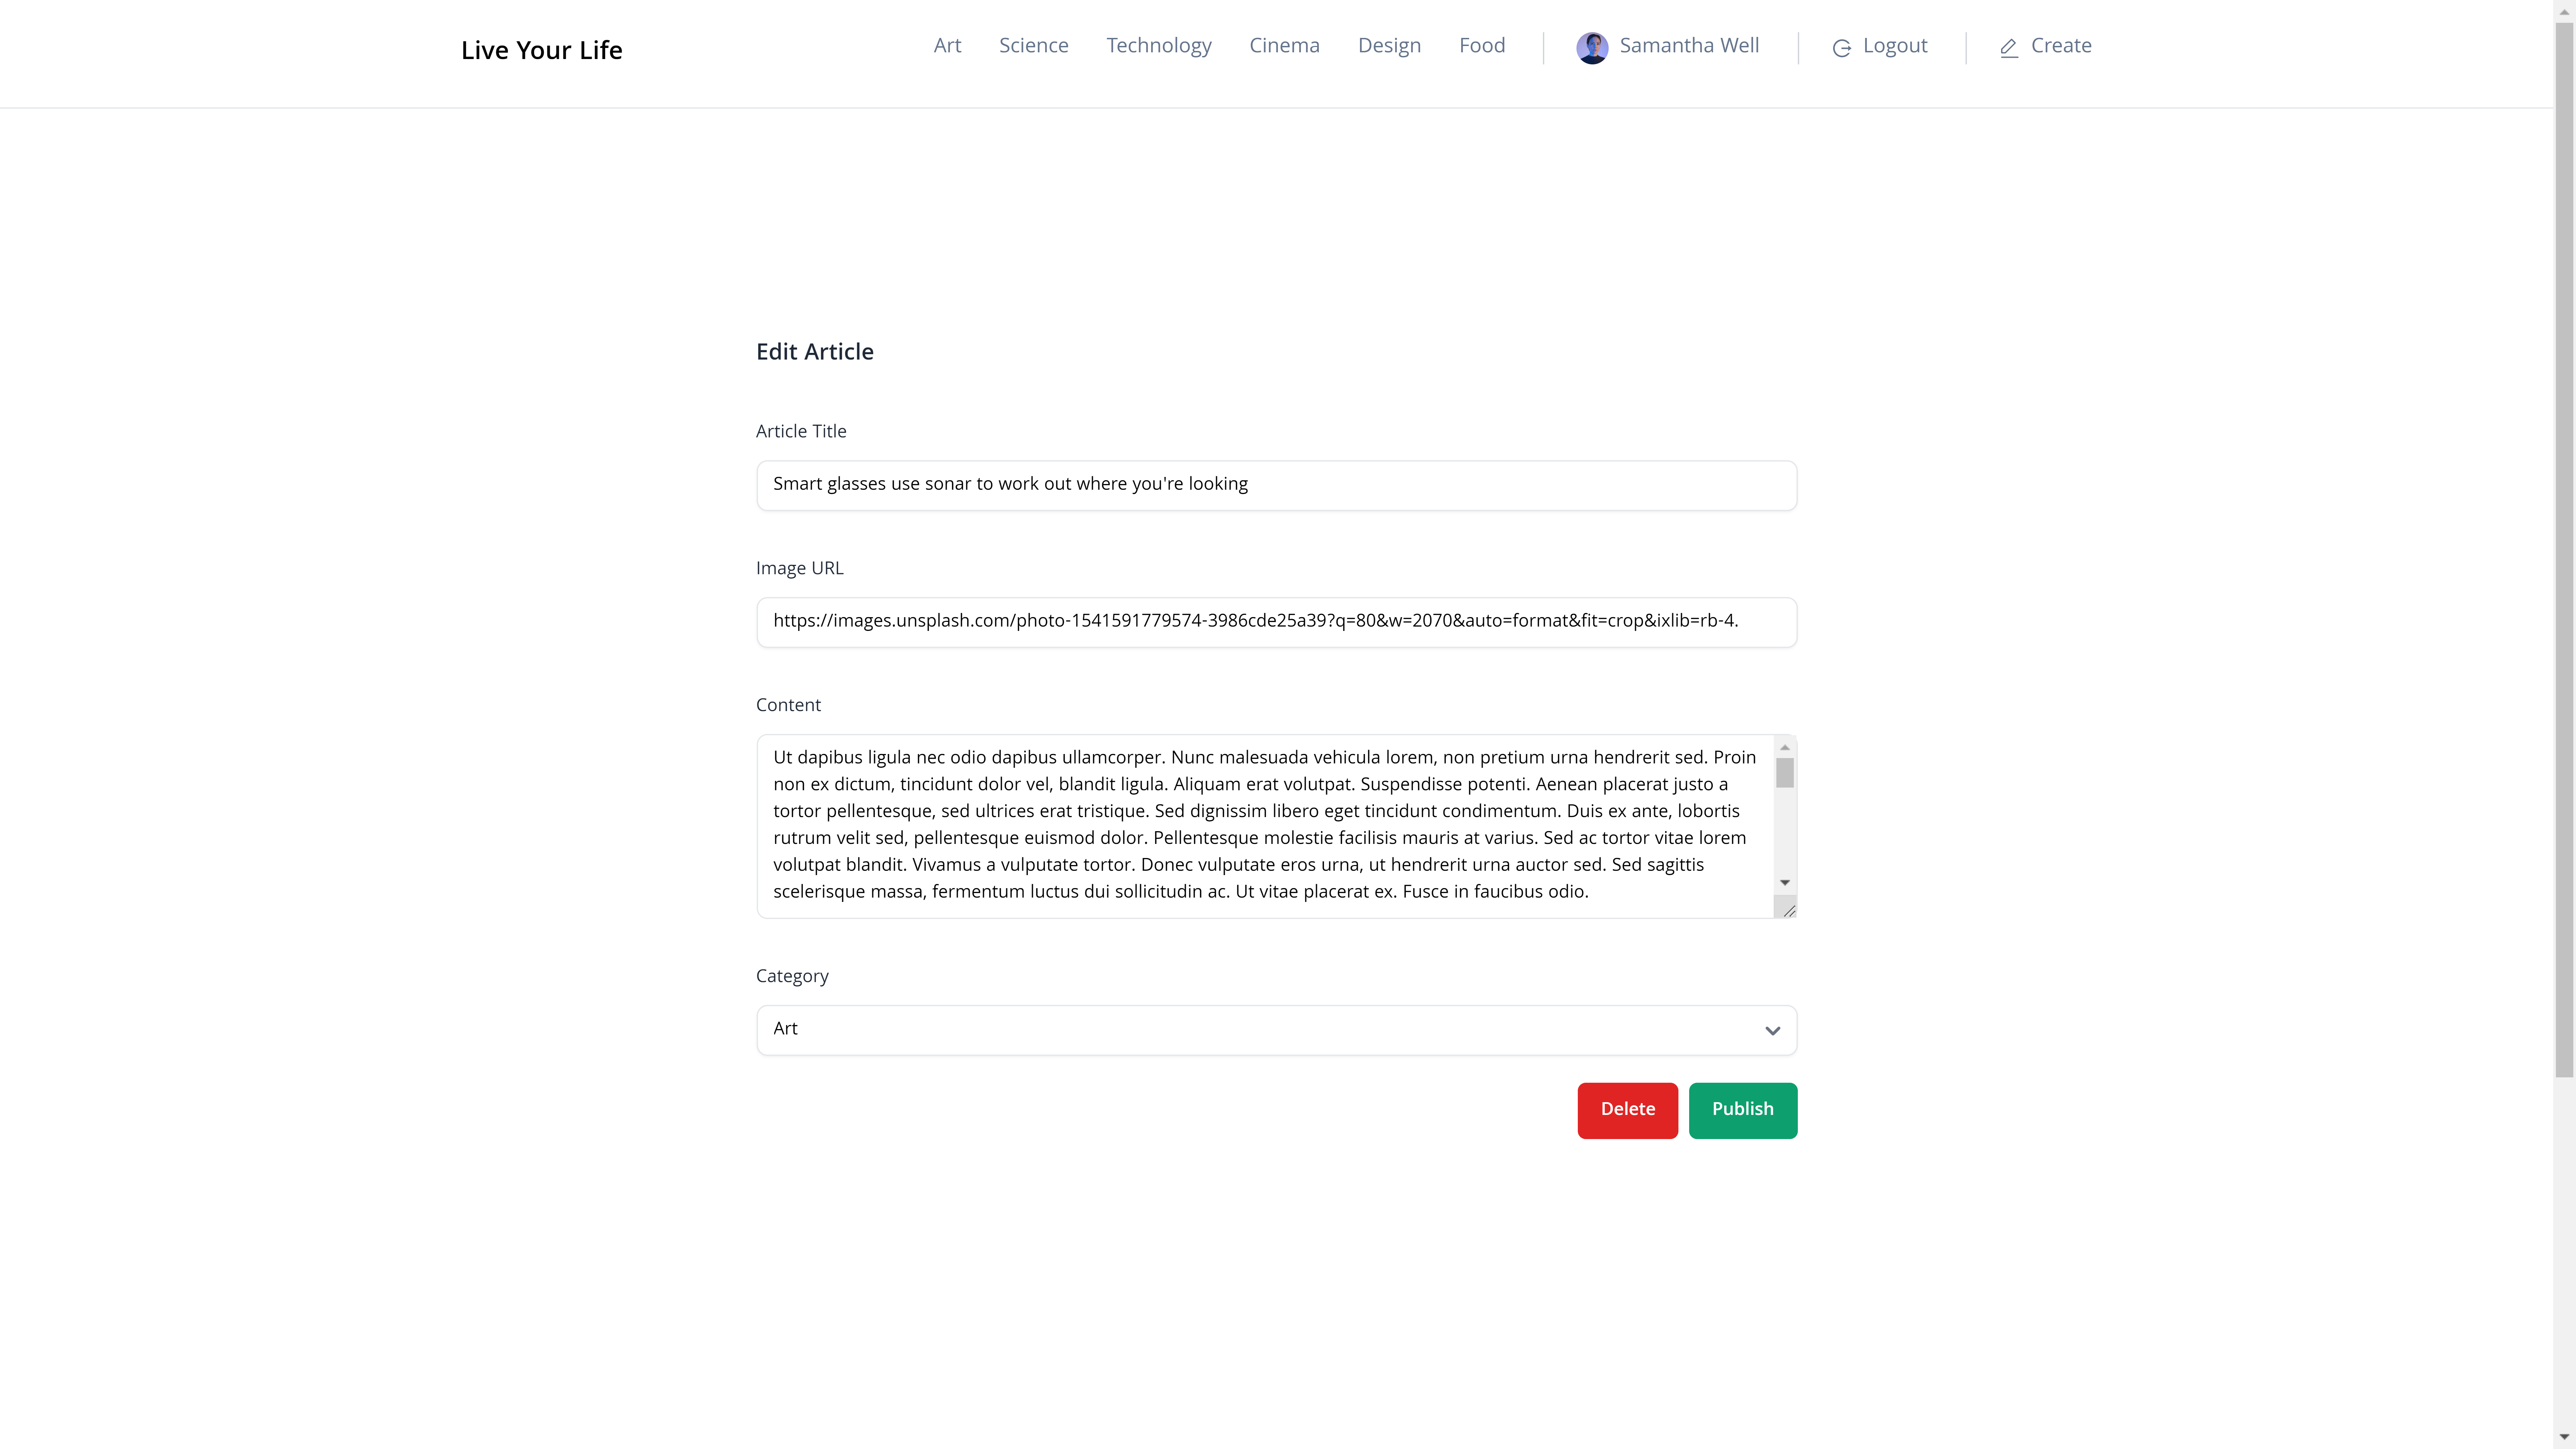 Live Your Life
Art Science Technology Cinema Design Food Samantha Well Logout Create
Edit Article
Article Title
Smart glasses use sonar to work out where you're looking
Image URL
https://images.unsplash.com/photo-1541591779574-3986cde25a39?q=80&w=2070&auto=format&fit=crop&ixlib=rb-4.
Content
Ut dapibus ligula nec odio dapibus ullamcorper. Nunc malesuada vehicula lorem, non pretium urna hendrerit sed. Proin
non ex dictum, tincidunt dolor vel, blandit ligula. Aliquam erat volutpat. Suspendisse potenti. Aenean placerat justo a
tortor pellentesque, sed ultrices erat tristique. Sed dignissim libero eget tincidunt condimentum. Duis ex ante, lobortis
rutrum velit sed, pellentesque euismod dolor. Pellentesque molestie facilisis mauris at varius. Sed ac tortor vitae lorem
volutpat blandit. Vivamus a vulputate tortor. Donec vulputate eros urna, ut hendrerit urna auctor sed. Sed sagittis
scelerisque massa, fermentum luctus dui sollicitudin ac. Ut vitae placerat ex. Fusce in faucibus odio.
Category
Art
Delete Publish